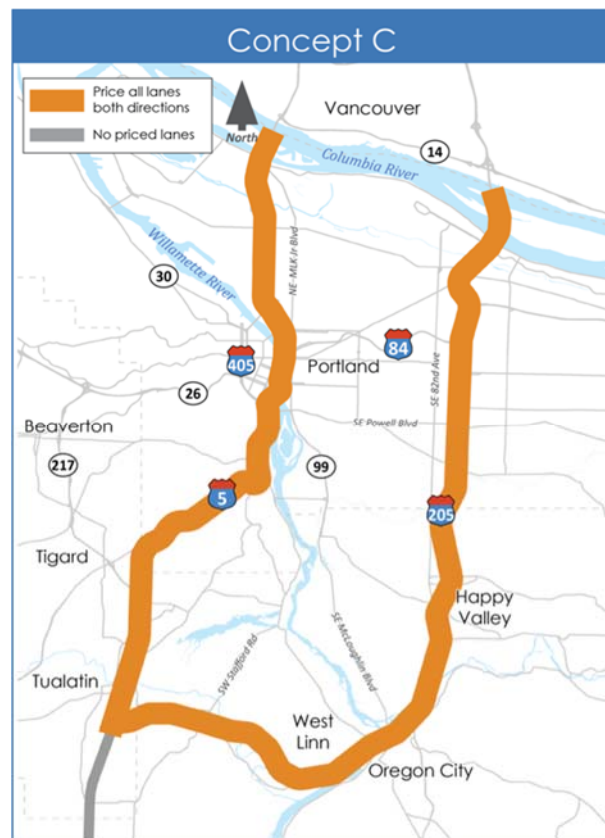 Concept C
Price all lanes
both directions
No priced lanes
North
Vancouver
14
Columbia River
Willamette
River
30
NE MLK Jr Blvd
405
Portland
84
26
SE 82nd Ave
Beaverton
SE Powell Blvd
217
99
5
205
Tigard
Happy
Valley
SE McLoughlin Blvd
SW Stafford Rd
Tualatin
West
Linn
Oregon City